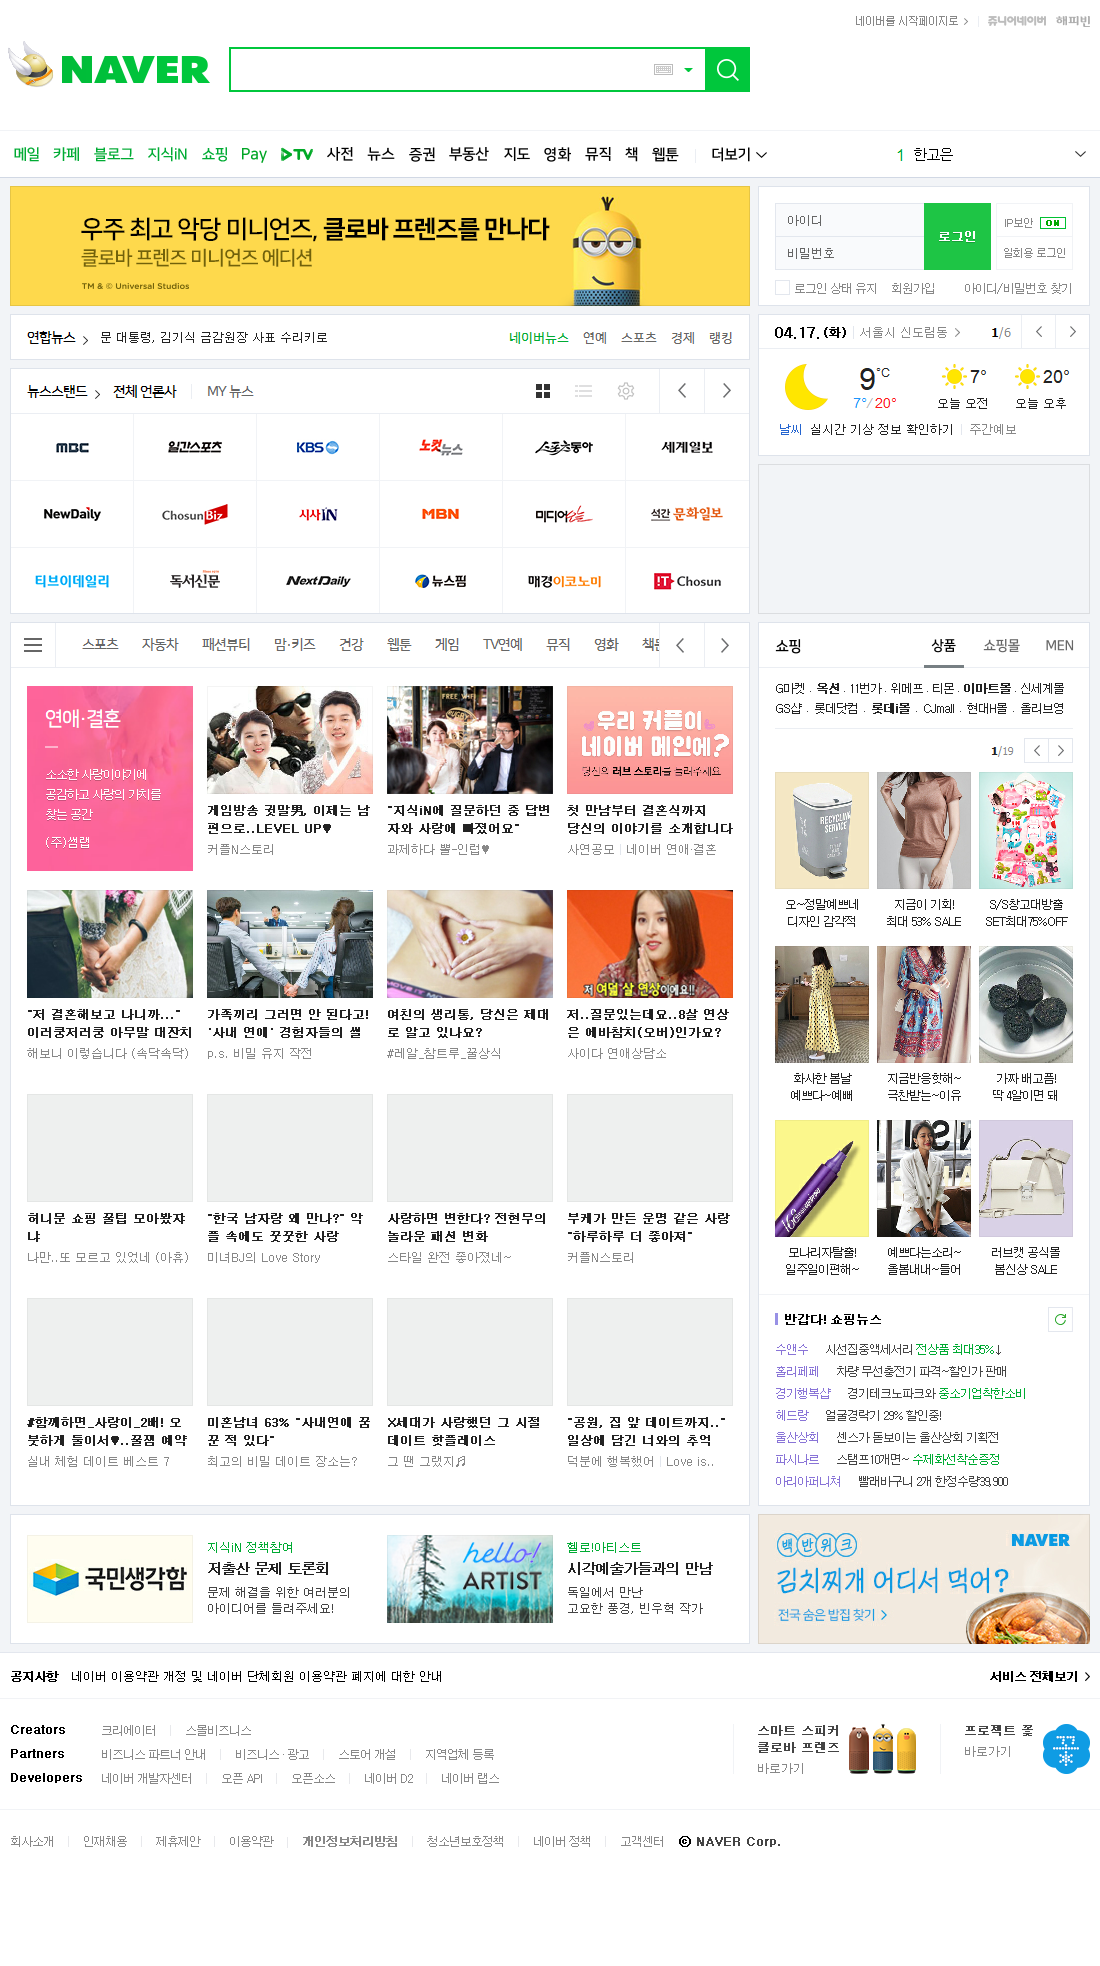 네이버를 시작페이지로
쥬니어네이버 해피빈
NAVER
메일 카페 블로그 지식iN 쇼핑 Pay TV 사전 뉴스 증권 부동산 지도 영화 뮤직 책 웹툰 더보기
1 한고은
우주 최고 악당 미니언즈, 클로바 프렌즈를 만나다
클로바 프렌즈 미니언즈 에디션
TM & © Universal Studios
아이디
비밀번호
로그인
IP보안 ON
일회용 로그인
로그인 상태 유지 회원가입 아이디/비밀번호 찾기
연합뉴스 문 대통령, 김기식 금감원장 사표 수리키로
네이버뉴스 연예 스포츠 경제 랭킹
04.17.(화) 서울시 신도림동 1/6
9°C
7°/ 20°
7°
오늘 오전
20°
오늘 오후
날씨 실시간 기상 정보 확인하기 주간예보
뉴스스탠드 전체 언론사 MY 뉴스
MBC 일간스포츠 KBS 노컷뉴스 스포츠동아 세계일보
NewDaily ChosunBiz 시사IN MBN 미디어오늘 석간 문화일보
티브이데일리 독서신문 NextDaily 뉴스핌 매경이코노미 IT Chosun
스포츠 자동차 패션뷰티 맘·키즈 건강 웹툰 게임 TV연예 뮤직 영화 책문
연애·결혼
소소한 사랑이야기에
공감하고 사랑의 가치를
찾는 공간
(주)썸랩
게임방송 귓말男, 이제는 남
편으로..LEVEL UP♥
커플N스토리
FREE WIFI
"지식iN에 질문하던 중 답변
자와 사랑에 빠졌어요"
과제하다 뿅-인럽♥
우리 커플이
네이버 메인에?
당신의 러브 스토리를 들려주세요
첫 만남부터 결혼식까지
당신의 이야기를 소개합니다
사연공모 네이버 연애·결혼
"저 결혼해보고 나니까..."
이러쿵저러쿵 아무말 대잔치
해보니 이렇습니다 (속닥속닥)
가족끼리 그러면 안 된다고!
'사내 연애' 경험자들의 썰
p.s. 비밀 유지 작전
여친의 생리통, 당신은 제대
로 알고 있나요?
#레알_참트루_꿀상식
저 여덟 살 연상이에요!!
저..질문있는데요..8살 연상
은 에바참치(오버)인가요?
사이다 연애상담소
허니문 쇼핑 꿀팁 모아봤쟈
냐
나만..또 모르고 있었네 (아휴)
"한국 남자랑 왜 만나?" 악
플 속에도 꿋꿋한 사랑
미녀BJ의 Love Story
사랑하면 변한다? 전현무의
놀라운 패션 변화
스타일 완전 좋아졌네~
부케가 만든 운명 같은 사랑
"하루하루 더 좋아져"
커플N스토리
#함께하면_사랑이_2배! 오
붓하게 둘이서♥..꿀잼 예약
실내 체험 데이트 베스트 7
미혼남녀 63% "사내연애 꿈
꾼 적 있다"
최고의 비밀 데이트 장소는?
X세대가 사랑했던 그 시절
데이트 핫플레이스
그 땐 그랬지♬
"공원, 집 앞 데이트까지.."
일상에 담긴 너와의 추억
덕분에 행복했어 Love is..
쇼핑 상품 쇼핑몰 MEN
G마켓 . 옥션 . 11번가 . 위메프 . 티몬 . 이마트몰 . 신세계몰
GS샵 . 롯데닷컴 . 롯데i몰 . CJmall . 현대H몰 . 올리브영
1/19
RECYCLING SERVICE
오~정말예쁘네
디자인 감각적
지금이 기회!
최대 53% SALE
S/S창고대방출
SET최대75%OFF
화사한 봄날
예쁘다~예뻐
지금반응핫해~
극찬받는~이유
가짜 배고픔!
딱 4알이면 돼
모나리자탈출!
일주일이편해~
예쁘다는소리~
올봄내내~들어
러브캣 공식몰
봄신상 SALE
반갑다! 쇼핑뉴스
수앤수 시선집중액세서리 전상품 최대35%↓
홀리페페 차량 무선충전기 파격~할인가 판매
경기행복샵 경기테크노파크와 중소기업착한소비
헤드랑 얼굴경락기 29% 할인중!
울산상회 센스가 돋보이는 울산상회 기획전
파시나르 스탬프10개면~ 수제화선착순증정
아리아퍼니쳐 빨래바구니 2개 한정수량39,900
국민생각함
지식iN 정책참여
저출산 문제 토론회
문제 해결을 위한 여러분의
아이디어를 들려주세요!
hello!
ARTIST
헬로!아티스트
시각예술가들과의 만남
독일에서 만난
고요한 풍경, 빈우혁 작가
백반위크
NAVER
김치찌개 어디서 먹어?
전국 숨은 밥집 찾기
공지사항 네이버 이용약관 개정 및 네이버 단체회원 이용약관 폐지에 대한 안내
서비스 전체보기
Creators 크리에이터 스몰비즈니스
Partners 비즈니스 파트너 안내 비즈니스 · 광고 스토어 개설 지역업체 등록
Developers 네이버 개발자센터 오픈 API 오픈소스 네이버 D2 네이버 랩스
스마트 스피커
클로바 프렌즈
바로가기
프로젝트 꽃
바로가기
회사소개 인재채용 제휴제안 이용약관 개인정보처리방침 청소년보호정책 네이버 정책 고객센터 © NAVER Corp.